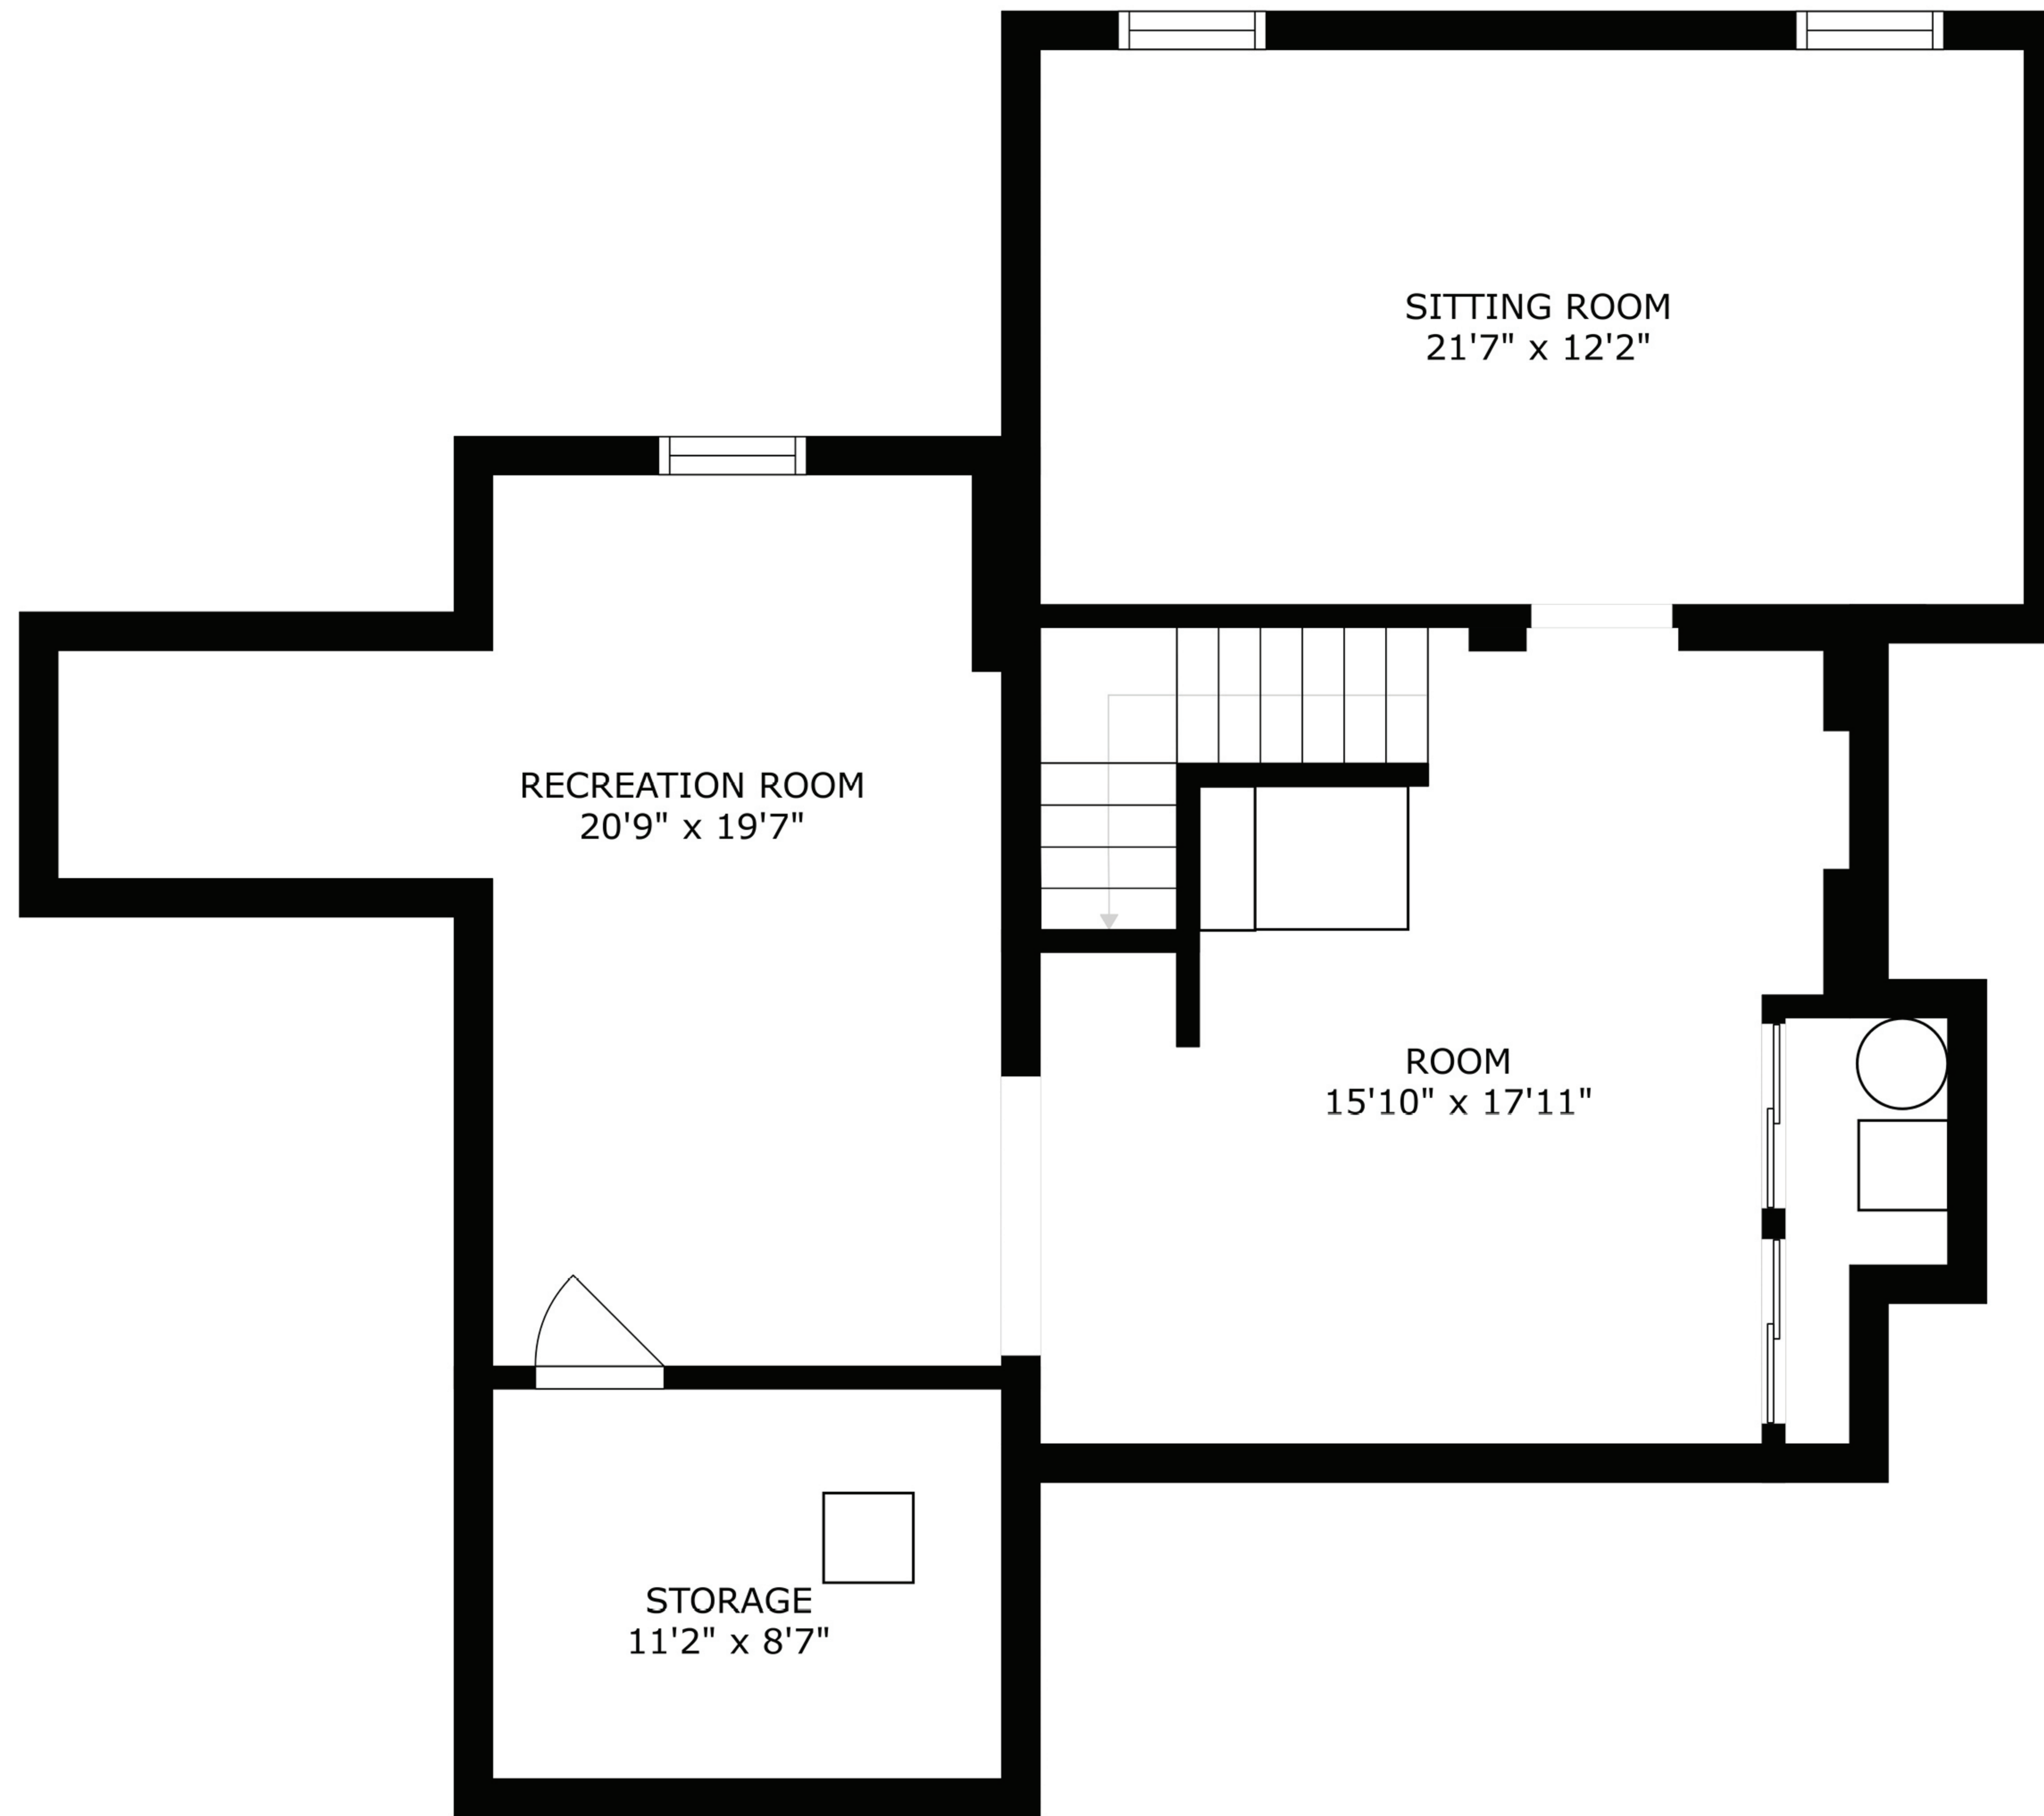 SITTING ROOM
21'7" x 12'2"
RECREATION ROOM
20'9" x 19'7"
ROOM
15'10" x 17'11"
STORAGE
11'2" x 8'7"